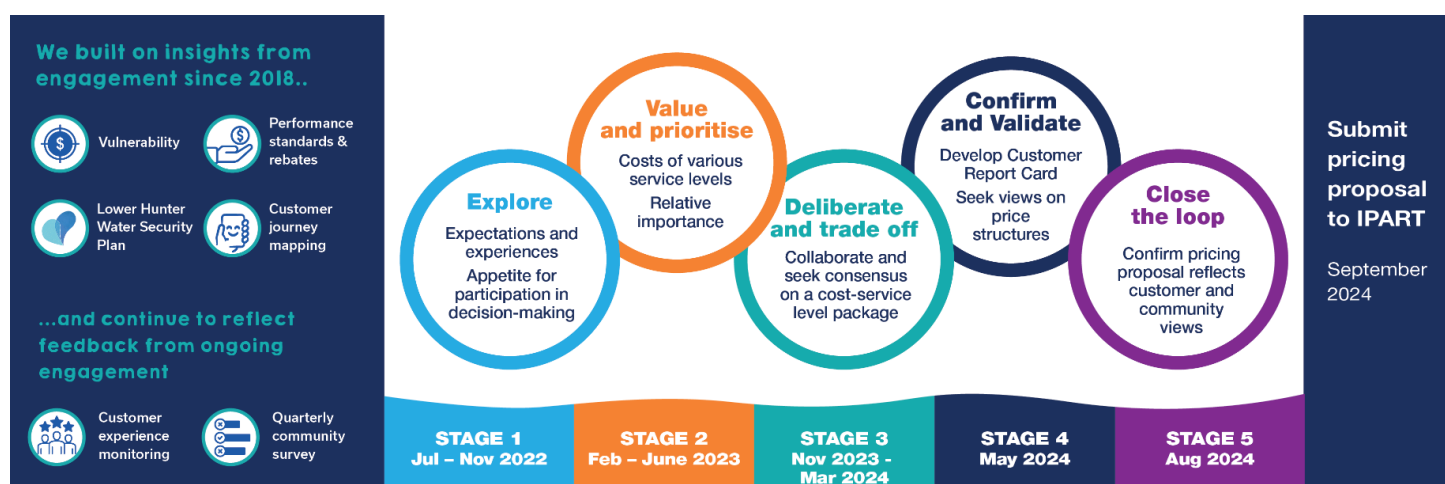 We built on insights from
engagement since 2018..
Vulnerability
Performance
standards &
rebates
Lower Hunter
Water Security
Plan
Customer
journey
mapping
...and continue to reflect
feedback from ongoing
engagement
Customer
experience
monitoring
Quarterly
community
survey
Explore
Expectations and
experiences
Appetite for
participation in
decision-making
Value
and prioritise
Costs of various
service levels
Relative
importance
Deliberate
and trade off
Collaborate and
seek consensus
on a cost-service
level package
Confirm
and Validate
Develop Customer
Report Card
Seek views on
price
structures
Close
the loop
Confirm pricing
proposal reflects
customer and
community
views
STAGE 1
Jul – Nov 2022
STAGE 2
Feb – June 2023
STAGE 3
Nov 2023 -
Mar 2024
STAGE 4
May 2024
STAGE 5
Aug 2024
Submit
pricing
proposal
to IPART
September
2024